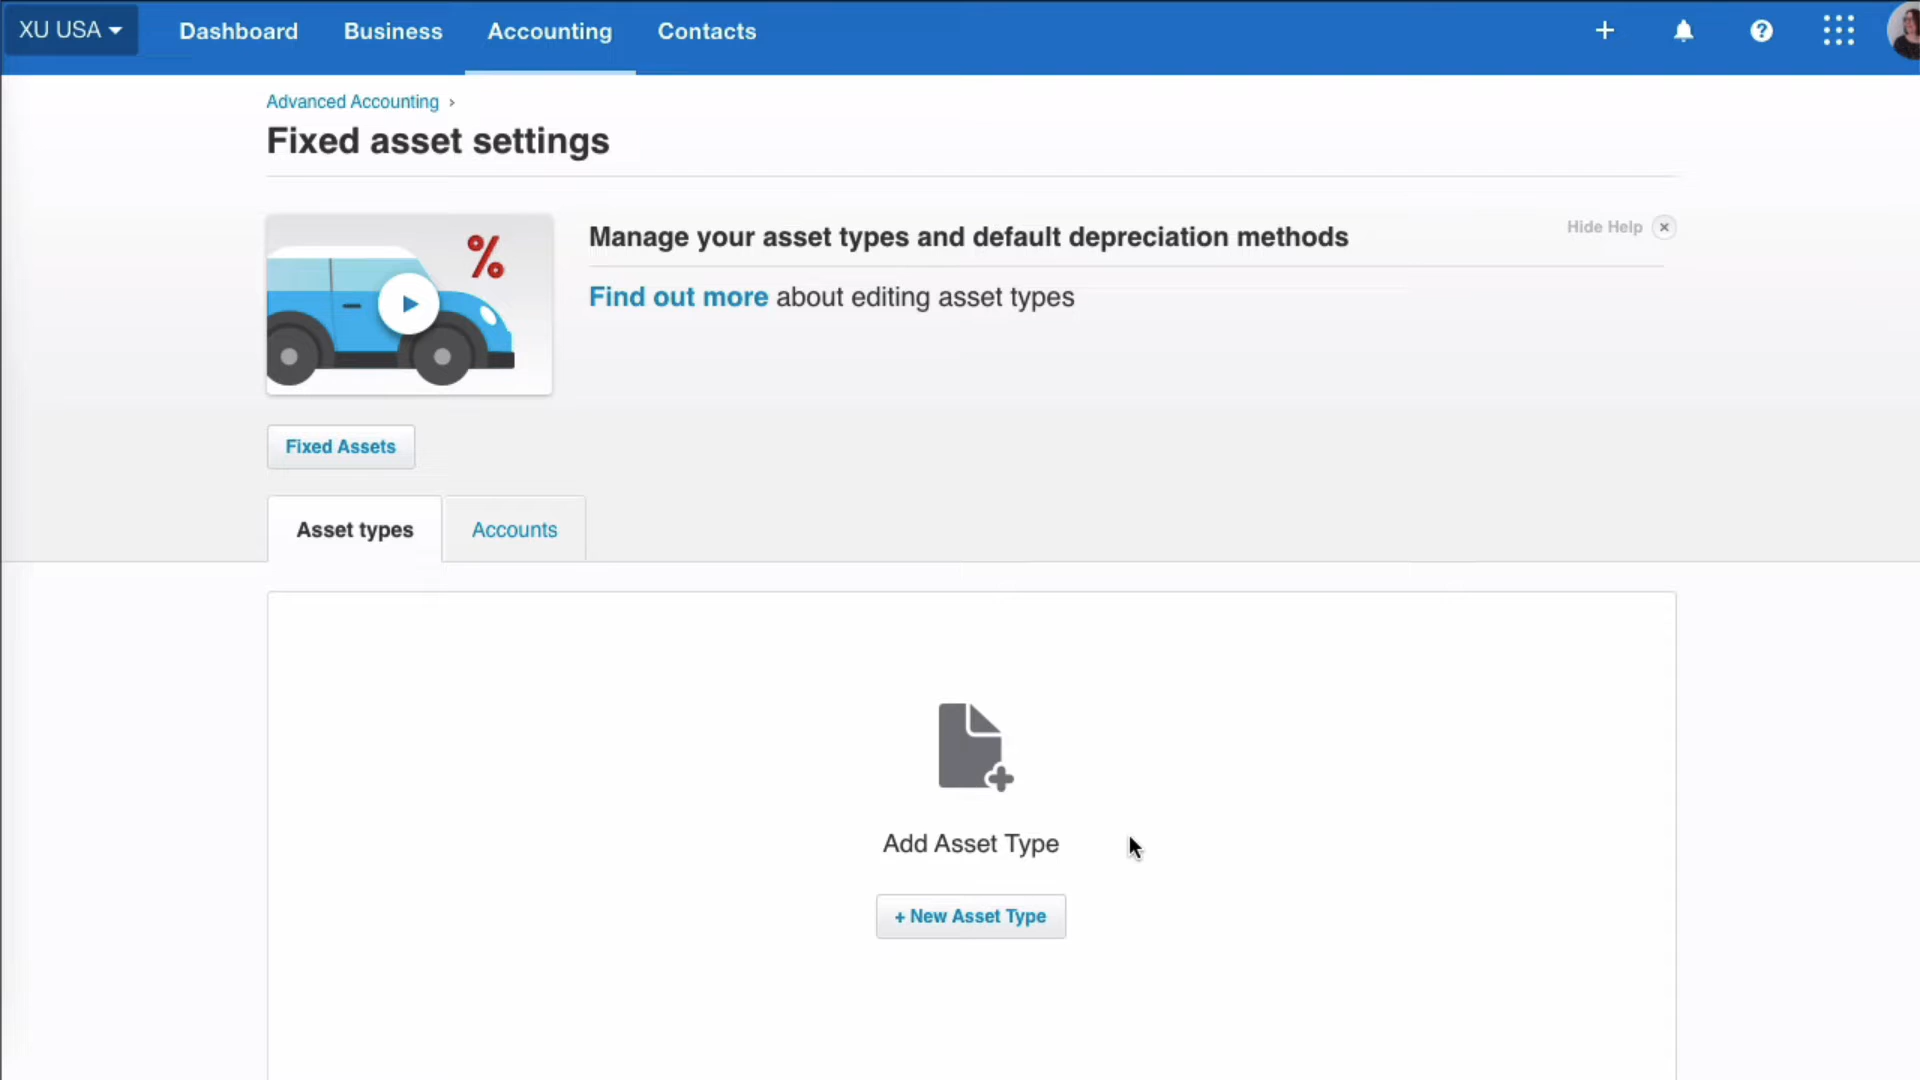 XU USA
Dashboard
Business
Accounting
Contacts
Advanced Accounting ›
Fixed asset settings
%
Manage your asset types and default depreciation methods
Hide Help
Find out more about editing asset types
Fixed Assets
Asset types
Accounts
Add Asset Type
+ New Asset Type